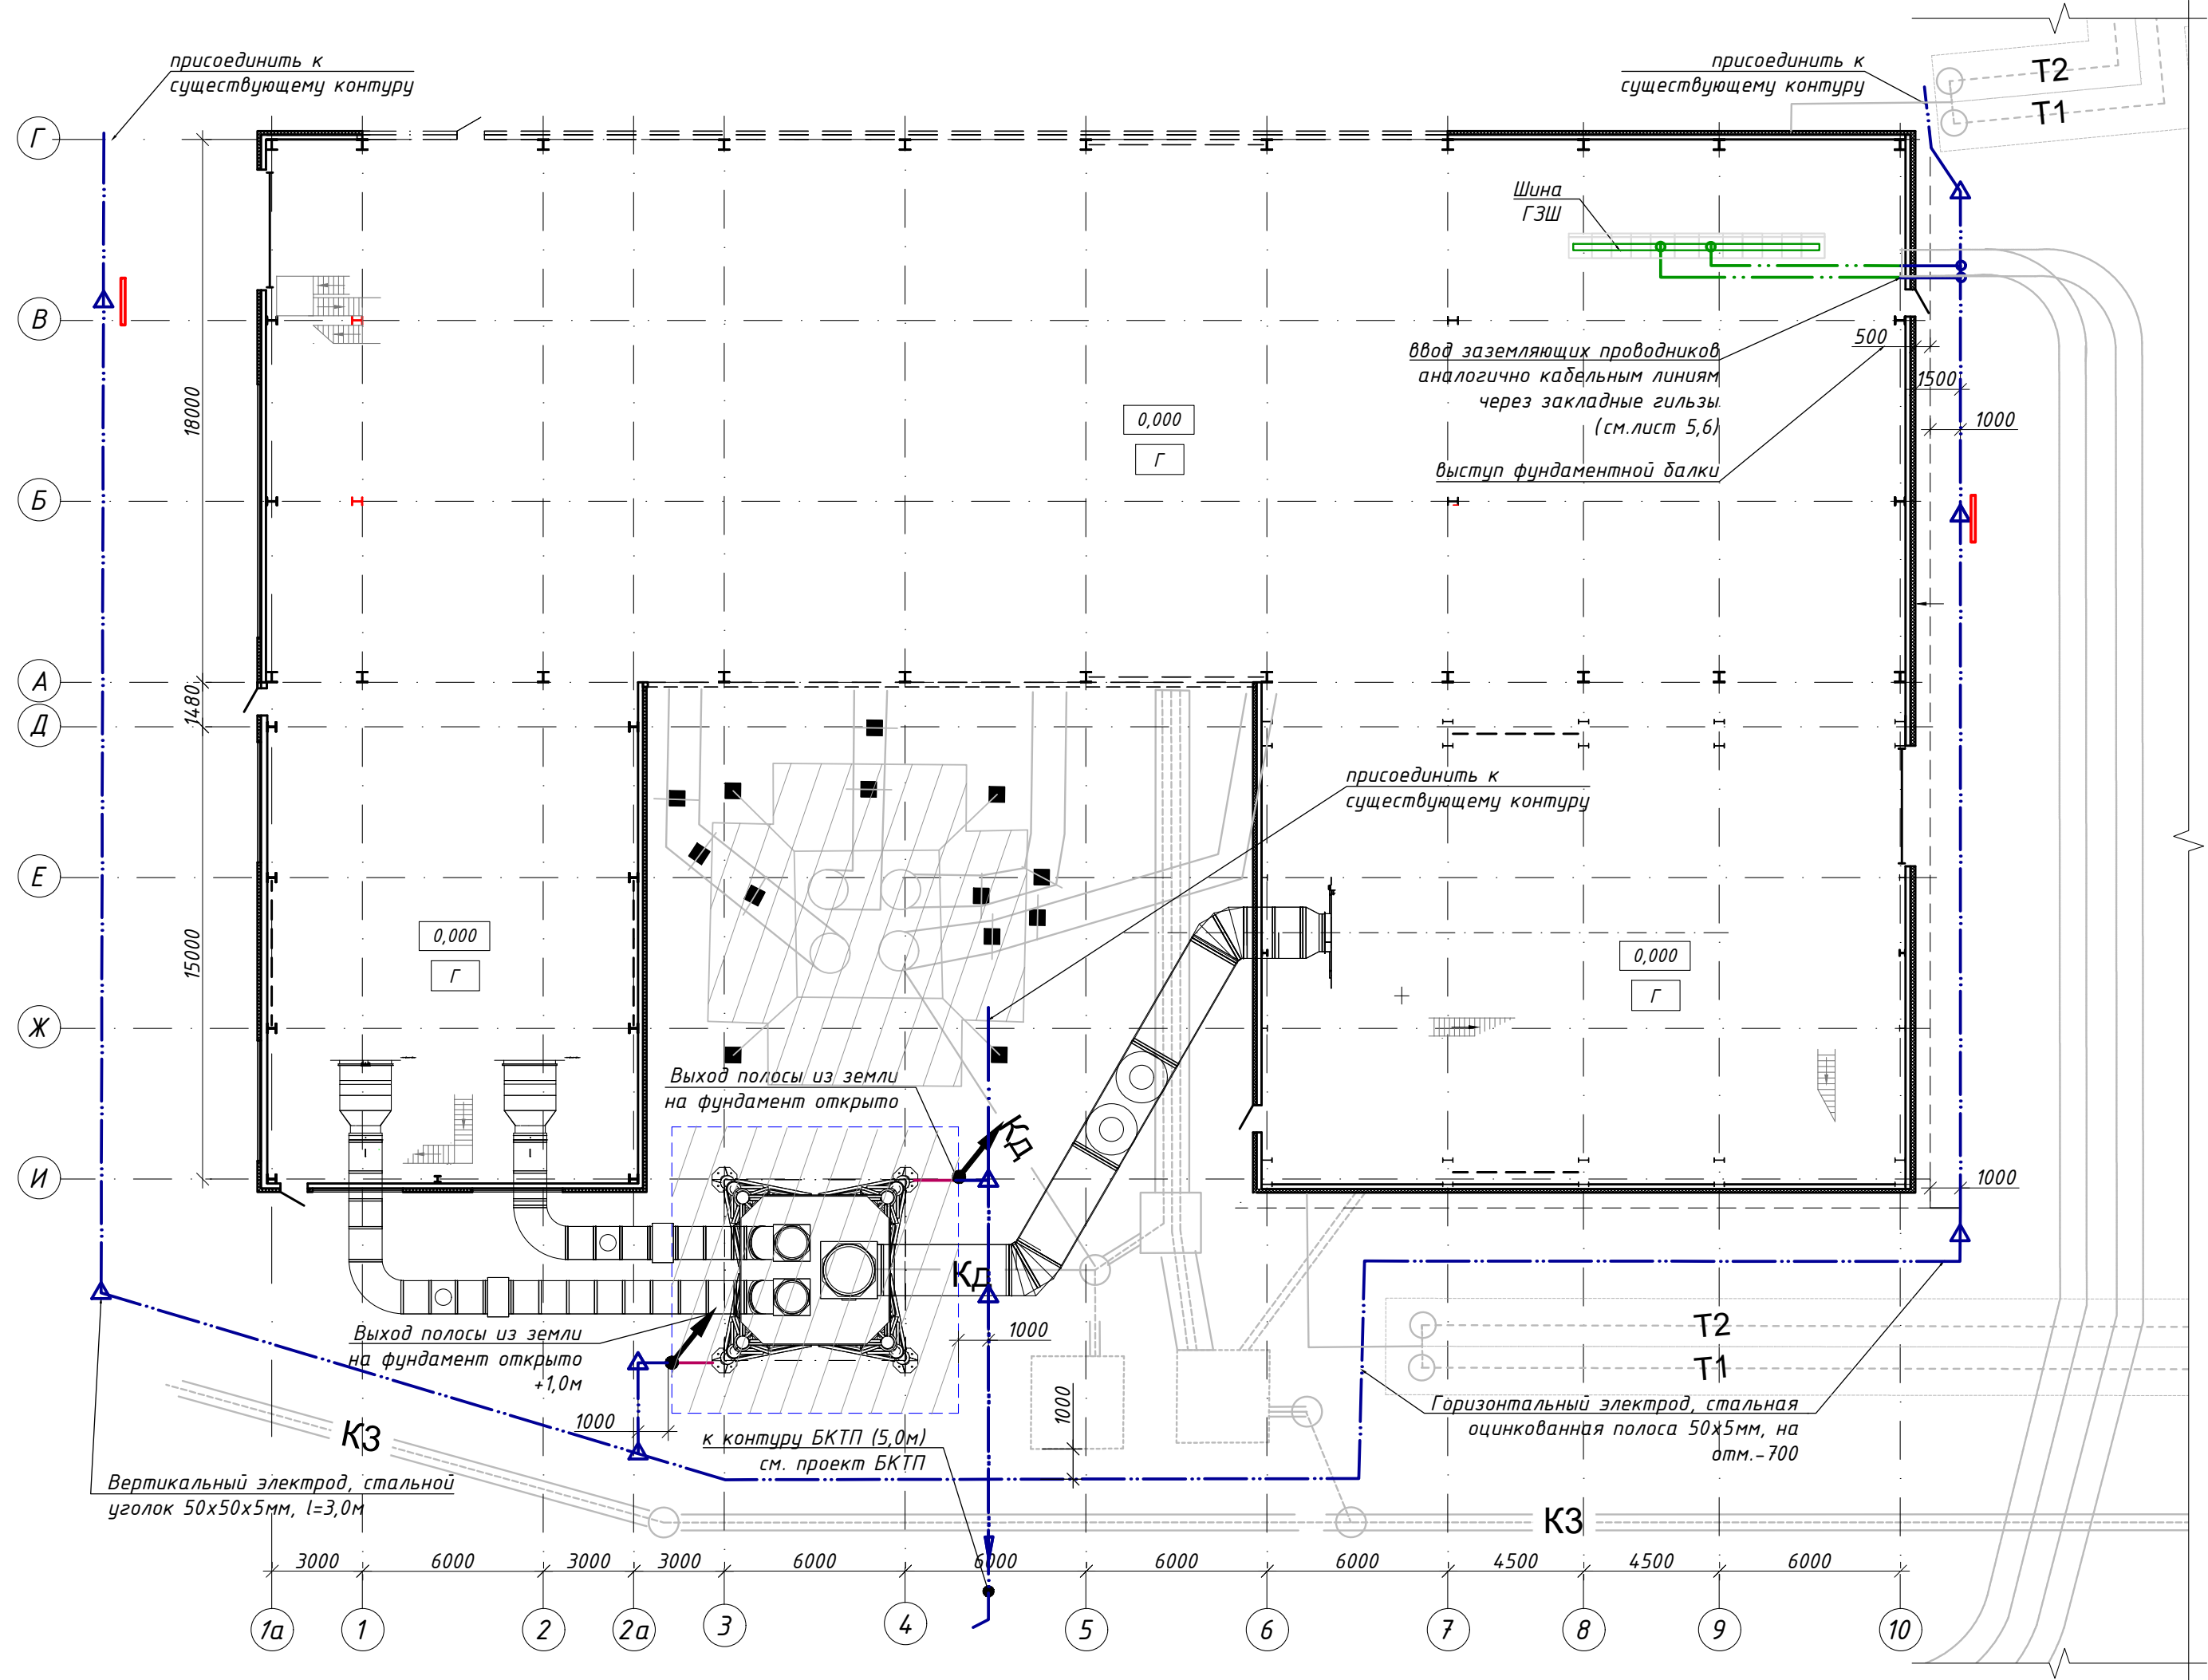 присоединить к
существующему контуру
присоединить к
существующему контуру
Т2
Т1
Г
Шина
ГЗШ
В
ввод заземляющих проводников
аналогично кабельным линиям
через закладные гильзы
(см.лист 5,6)
500
1500
1000
18000
0,000
Г
выступ фундаментной балки
Б
А
1480
Д
присоединить к
существующему контуру
Е
0,000
Г
15000
0,000
Г
Ж
Выход полосы из земли
на фундамент открыто
Кд
И
1000
Кд
Выход полосы из земли
на фундамент открыто
+1,0м
1000
Т2
Т1
1000
1000
Горизонтальный электрод, стальная
оцинкованная полоса 50х5мм, на
отм.-700
К3
к контуру БКТП (5,0м)
см. проект БКТП
Вертикальный электрод, стальной
уголок 50х50х5мм, l=3,0м
К3
3000
6000
3000
3000
6000
6000
6000
6000
4500
4500
6000
1а
1
2
2а
3
4
5
6
7
8
9
10